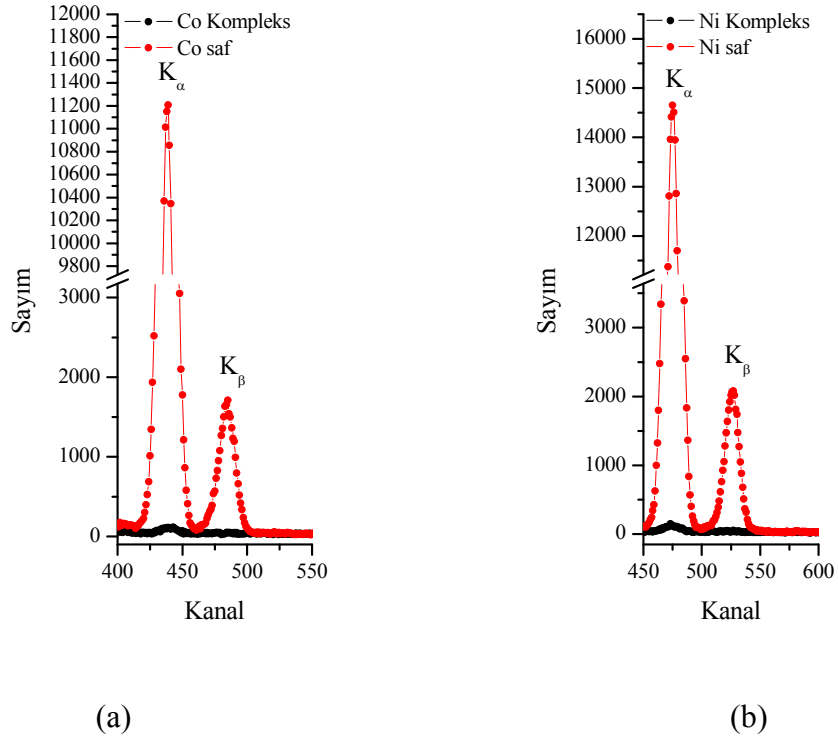 Co Kompleks
Co saf
12000
11800
11600
11400
11200
11000
10800
10600
10400
10200
10000
9800
3000
2000
1000
0
400 450 500 550
Kα
Kβ
Sayım
Kanal
(a)
Ni Kompleks
Ni saf
16000
15000
14000
13000
12000
3000
2000
1000
0
450 500 550 600
Kα
Kβ
Sayım
Kanal
(b)